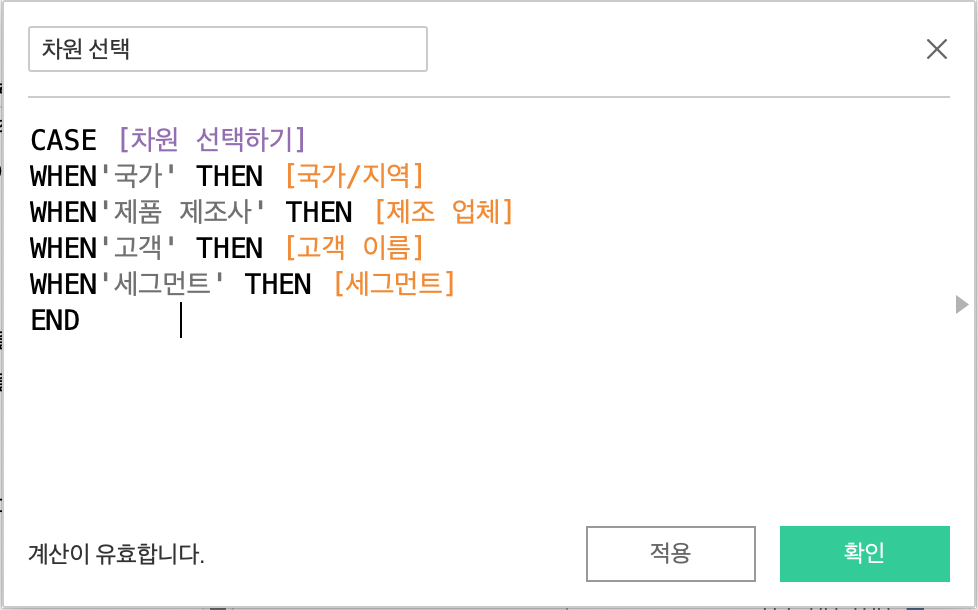 차원 선택
CASE [차원 선택하기]
WHEN'국가' THEN [국가/지역]
WHEN'제품 제조사' THEN [제조 업체]
WHEN'고객' THEN [고객 이름]
WHEN'세그먼트' THEN [세그먼트]
END
계산이 유효합니다.
적용
확인